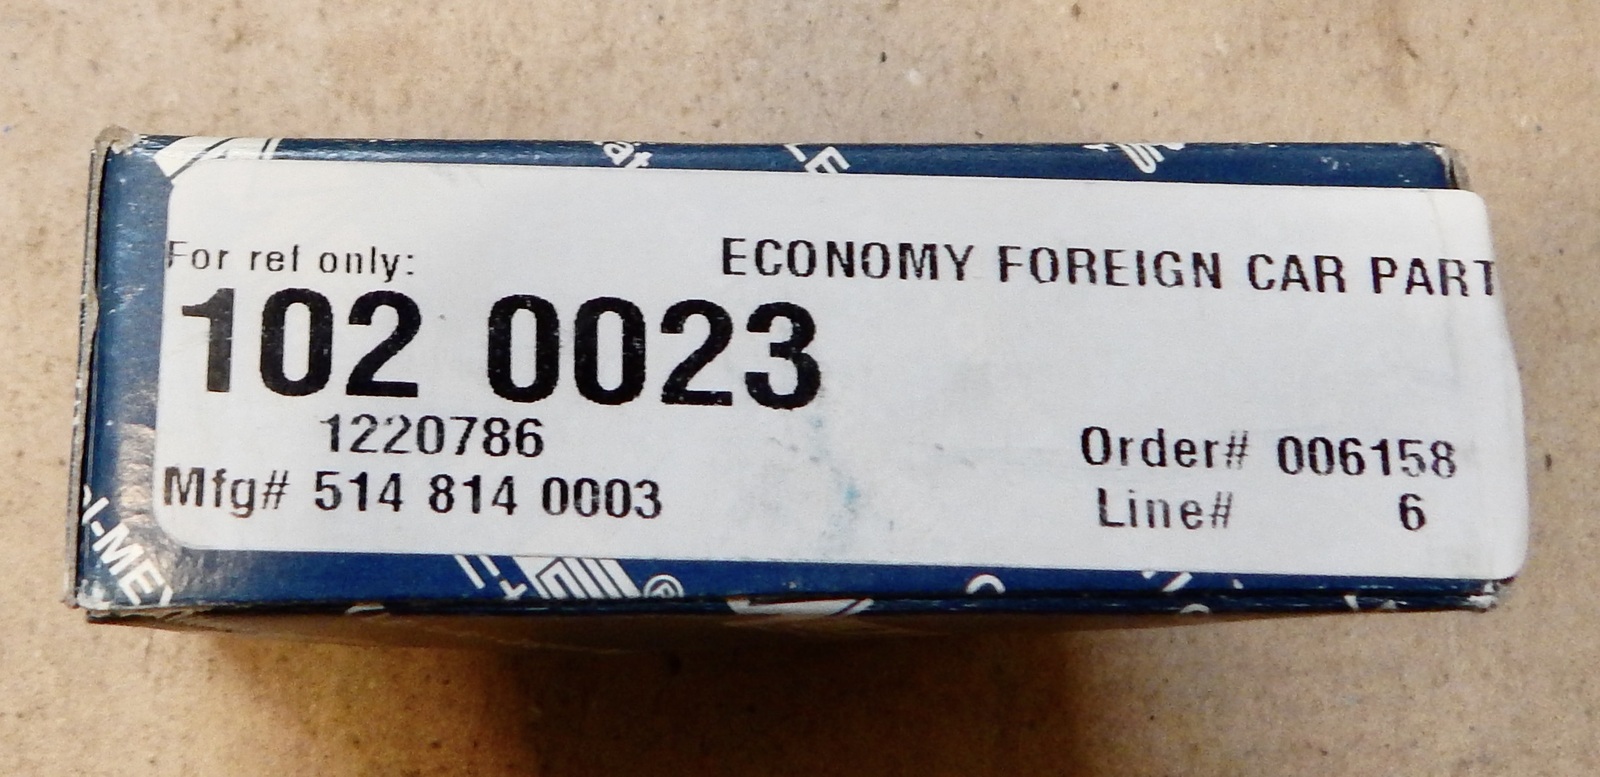 For ref only:
ECONOMY FOREIGN CAR PART
102 0023
1220786
Mfg# 514 814 0003
Order# 006158
Line# 6